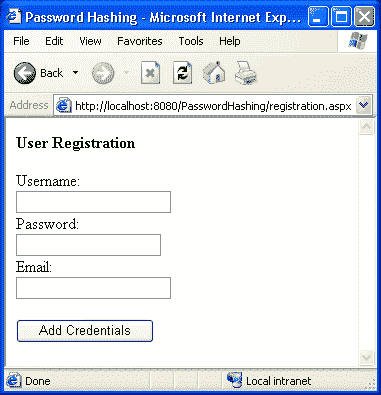 Password Hashing - Microsoft Internet Exp...
File Edit View Favorites Tools Help
Back
Address http://localhost:8080/PasswordHashing/registration.aspx
User Registration
Username:
Password:
Email:
Add Credentials
Done Local intranet